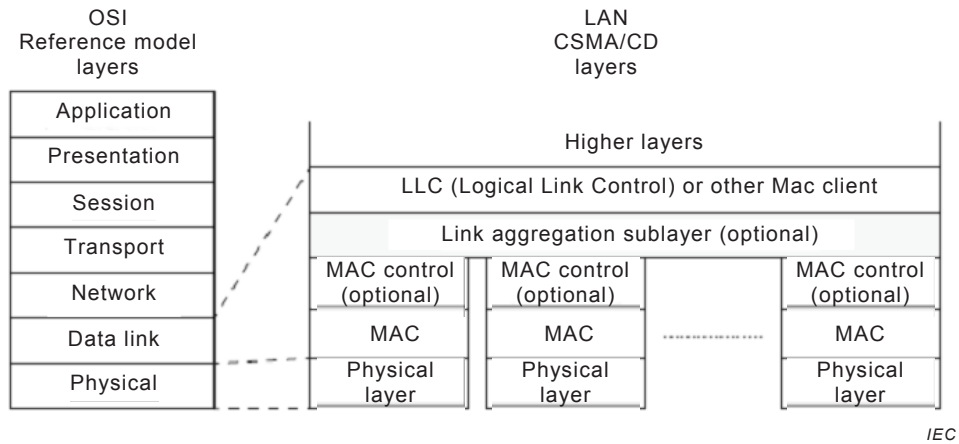 OSI
Reference model
layers
LAN
CSMA/CD
layers
Application
Presentation
Session
Transport
Network
Data link
Physical
Higher layers
LLC (Logical Link Control) or other Mac client
Link aggregation sublayer (optional)
MAC control
(optional)
MAC control
(optional)
MAC control
(optional)
MAC
MAC
MAC
Physical
layer
Physical
layer
Physical
layer
IEC